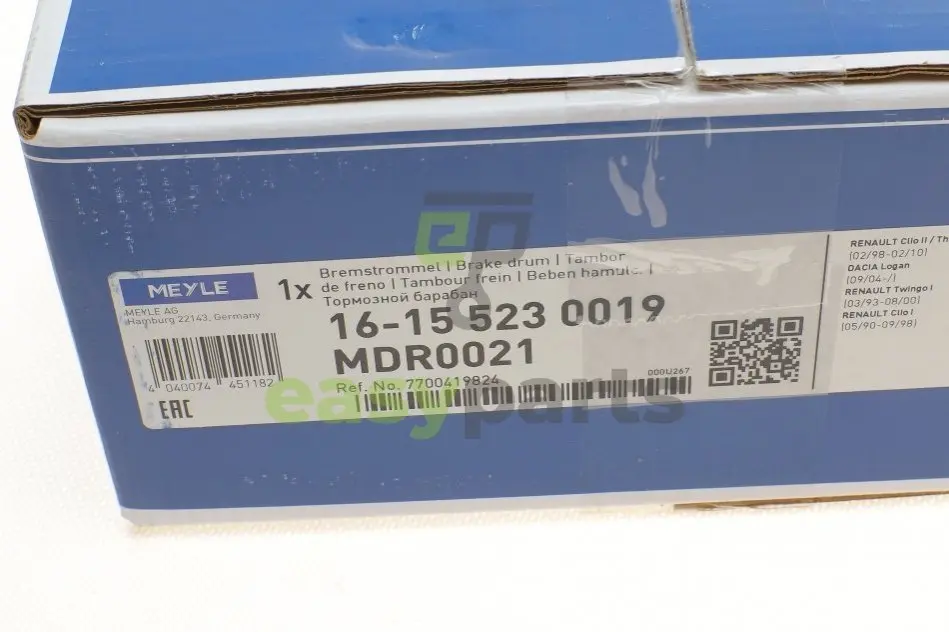 MEYLE
MEYLE AG
Hamburg 22143, Germany
4 040074 451182
EAC
1x
Bremstrommel | Brake drum | Tambor
de freno | Tambour frein | Beben hamulc. |
Тормозной барабан
16-15 523 0019
MDR0021
Ref. No. 7700419824
000U267
RENAULT Clio II / Th
(02/98-02/10)
DACIA Logan
(09/04-/)
RENAULT Twingo I
(03/93-08/00)
RENAULT Clio I
(05/90-09/98)
easyparts